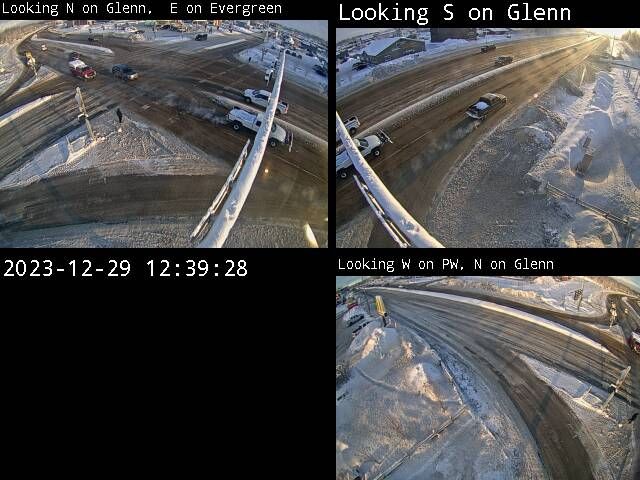 Looking N on Glenn,  E on Evergreen
Looking S on Glenn
2023-12-29 12:39:28
Looking W on PW, N on Glenn